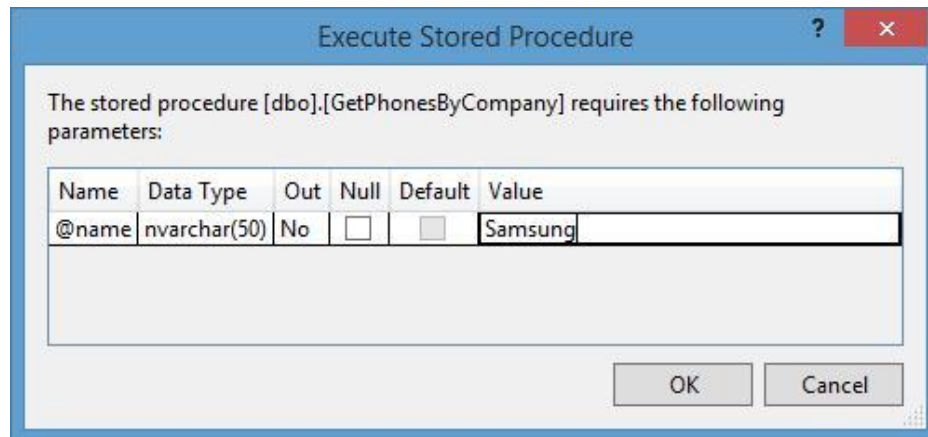 Execute Stored Procedure ? ×
The stored procedure [dbo].[GetPhonesByCompany] requires the following
parameters:
Name Data Type Out Null Default Value
@name nvarchar(50) No Samsung
OK Cancel